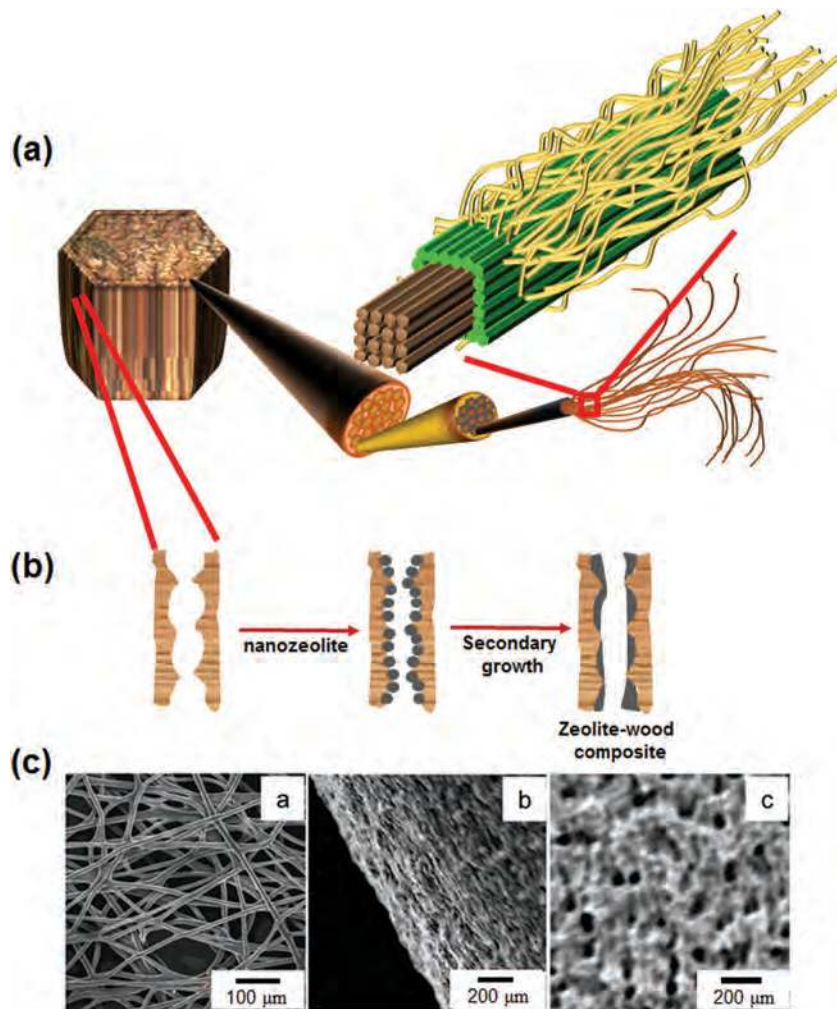 (a)
(b)
nanozeolite
Secondary
growth
Zeolite-wood
composite
(c)
a
b
c
100 μm
200 μm
200 μm